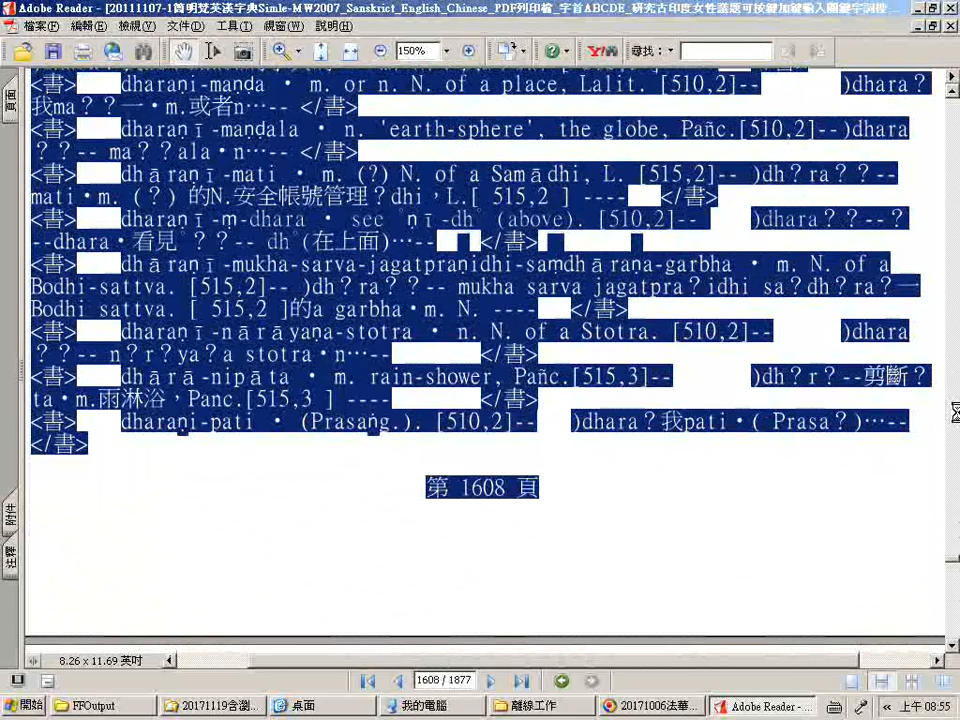 Adobe Reader - [20111107-1簡明梵英漢字典Simle-MW2007_Sanskrict_English_Chinese_PDF列印檔_字首ABCDE_研究古印度女性議題可按鍵加鍵輸入關鍵字詞搜
檔案(F) 編輯(E) 檢視(V) 文件(D) 工具(T) 視窗(W) 說明(H)
150% Y! 尋找：
頁面
<書> dharaṇi-maṇḍa · m. or n. N. of a place, Lalit. [510,2]-- )dhara？
我ma？？一·m.或者n…-- </書>
<書> dharaṇī-maṇḍala · n. 'earth-sphere', the globe, Pañc.[510,2]--)dhara
？？-- ma？？ala·n…-- </書>
<書> dhāraṇī-mati · m. (?) N. of a Samādhi, L. [515,2]-- )dh？ra？？--
mati·m. (？) 的N.安全帳號管理？dhi，L.[ 515,2 ] ---- </書>
<書> dharaṇī-ṃ-dhara · see °ṇī-dh° (above). [510,2]-- )dhara？？--？
--dhara·看見°？？-- dh°(在上面)…-- </書>
<書> dhāraṇī-mukha-sarva-jagatpraṇidhi-saṃdhāraṇa-garbha · m. N. of a
Bodhi-sattva. [515,2]-- )dh？ra？？-- mukha sarva jagatpra？idhi sa？dh？ra？一
Bodhi sattva. [ 515,2 ]的a garbha·m. N. ---- </書>
<書> dharaṇī-nārāyaṇa-stotra · n. N. of a Stotra. [510,2]-- )dhara
？？-- n？r？ya？a stotra·n…-- </書>
<書> dhārā-nipāta · m. rain-shower, Pañc.[515,3]-- )dh？r？--剪斷？
ta·m.雨淋浴，Panc.[515,3 ] ---- </書>
<書> dharaṇi-pati · (Prasaṅg.). [510,2]-- )dhara？我pati·( Prasa？)…--
</書>
第 1608 頁
附件
注釋
8.26 x 11.69 英吋
1608 / 1877
開始 FFOutput 20171119含瀏... 桌面 我的電腦 離線工作 20171006法華... Adobe Reader - ... 上午 08:55